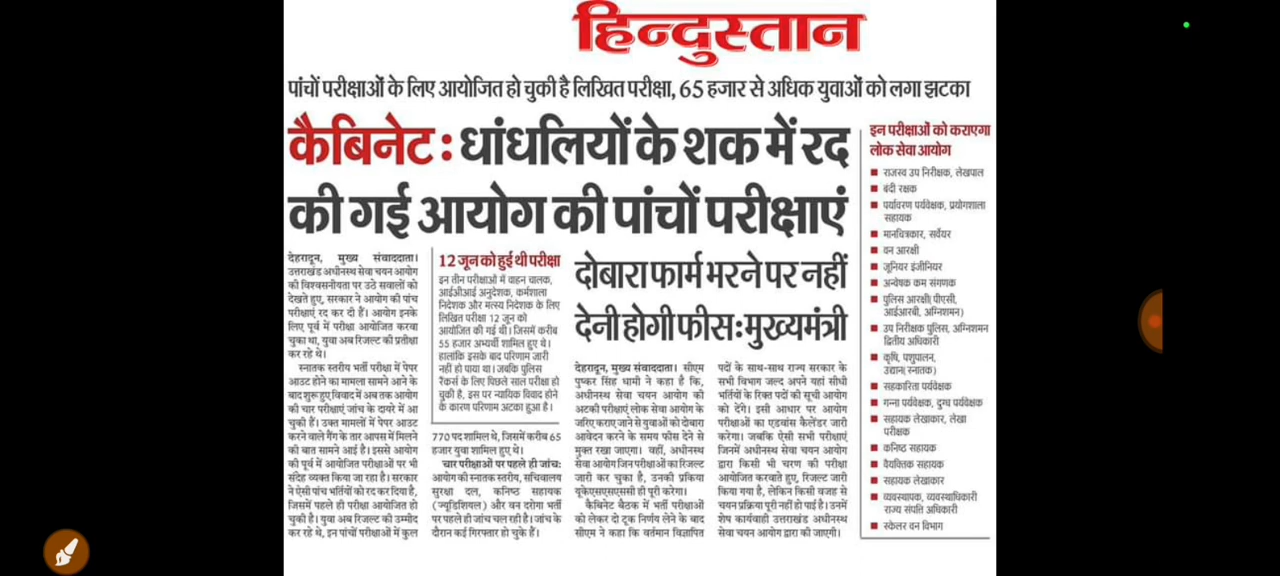 हिन्दुस्तान
पांचों परीक्षाओं के लिए आयोजित हो चुकी है लिखित परीक्षा, 65 हजार से अधिक युवाओं को लगा झटका
कैबिनेट : धांधलियों के शक में रद
की गई आयोग की पांचों परीक्षाएं
देहरादून, मुख्य संवाददाता।
उत्तराखंड अधीनस्थ सेवा चयन आयोग
की विश्वसनीयता पर उठे सवालों को
देखते हुए, सरकार ने आयोग की पांच
परीक्षाएं रद कर दी हैं। आयोग इनके
लिए पूर्व में परीक्षा आयोजित करवा
चुका था, युवा अब रिजल्ट की प्रतीक्षा
कर रहे थे।
स्नातक स्तरीय भर्ती परीक्षा में पेपर
आउट होने का मामला सामने आने के
बाद शुरू हुए विवाद में अब तक आयोग
की चार परीक्षाएं जांच के दायरे में आ
चुकी हैं। उक्त मामलों में पेपर आउट
करने वाले गैंग के तार आपस में मिलने
की बात सामने आई है। इससे आयोग
की पूर्व में आयोजित परीक्षाओं पर भी
संदेह व्यक्त किया जा रहा है। सरकार
ने ऐसी पांच भर्तियों को रद कर दिया है,
जिसमें पहले ही परीक्षा आयोजित हो
चुकी है। युवा अब रिजल्ट की उम्मीद
कर रहे थे, इन पांचों परीक्षाओं में कुल
12 जून को हुई थी परीक्षा
इन तीन परीक्षाओं में वाहन चालक,
आईओआई अनुदेशक, कर्मशाला
निदेशक और मत्स्य निदेशक के लिए
लिखित परीक्षा 12 जून को
आयोजित की गई थी। जिसमें करीब
55 हजार अभ्यर्थी शामिल हुए थे।
हालांकि इसके बाद परिणाम जारी
नहीं हो पाया था। जबकि पुलिस
रैंकर्स के लिए पिछले साल परीक्षा हो
चुकी है, इस पर न्यायिक विवाद होने
के कारण परिणाम अटका हुआ है।
770 पद शामिल थे, जिसमें करीब 65
हजार युवा शामिल हुए थे।
चार परीक्षाओं पर पहले ही जांच:
आयोग की स्नातक स्तरीय, सचिवालय
सुरक्षा दल, कनिष्ठ सहायक
(ज्यूडिशियल) और वन दरोगा भर्ती
पर पहले ही जांच चल रही है। जांच के
दौरान कई गिरफ्तार हो चुके हैं।
दोबारा फार्म भरने पर नहीं
देनी होगी फीस: मुख्यमंत्री
देहरादून, मुख्य संवाददाता। सीएम
पुष्कर सिंह धामी ने कहा है कि,
अधीनस्थ सेवा चयन आयोग की
अटकी परीक्षाएं लोक सेवा आयोग के
जरिए कराए जाने से युवाओं को दोबारा
आवेदन करने के समय फीस देने से
मुक्त रखा जाएगा। वहीं, अधीनस्थ
सेवा आयोग जिन परीक्षाओं का रिजल्ट
जारी कर चुका है, उनकी प्रक्रिया
यूकेएसएसएससी ही पूरी करेगा।
कैबिनेट बैठक में भर्ती परीक्षाओं
को लेकर दो टूक निर्णय लेने के बाद
सीएम ने कहा कि वर्तमान विज्ञापित
पदों के साथ-साथ राज्य सरकार के
सभी विभाग जल्द अपने यहां सीधी
भर्तियों के रिक्त पदों की सूची आयोग
को देंगे। इसी आधार पर आयोग
परीक्षाओं का एडवांस कैलेंडर जारी
करेगा। जबकि ऐसी सभी परीक्षाएं
जिनमें अधीनस्थ सेवा चयन आयोग
द्वारा किसी भी चरण की परीक्षा
आयोजित करवाते हुए, रिजल्ट जारी
किया गया है, लेकिन किसी वजह से
चयन प्रक्रिया पूरी नहीं हो पाई है। उनमें
शेष कार्यवाही उत्तराखंड अधीनस्थ
सेवा चयन आयोग द्वारा की जाएगी।
इन परीक्षाओं को कराएगा
लोक सेवा आयोग
राजस्व उप निरीक्षक, लेखपाल
बंदी रक्षक
पर्यावरण पर्यवेक्षक, प्रयोगशाला
सहायक
मानचित्रकार, सर्वेयर
वन आरक्षी
जूनियर इंजीनियर
अन्वेषक कम संगणक
पुलिस आरक्षी(पीएसी,
आईआरबी, अग्निशमन)
उप निरीक्षक पुलिस, अग्निशमन
द्वितीय अधिकारी
कृषि, पशुपालन,
उद्यान(स्नातक)
सहकारिता पर्यवेक्षक
गन्ना पर्यवेक्षक, दुग्ध पर्यवेक्षक
सहायक लेखाकार, लेखा
परीक्षक
कनिष्ठ सहायक
वैयक्तिक सहायक
सहायक लेखाकार
व्यवस्थापक, व्यवस्थाधिकारी
राज्य संपत्ति अधिकारी
स्केलर वन विभाग